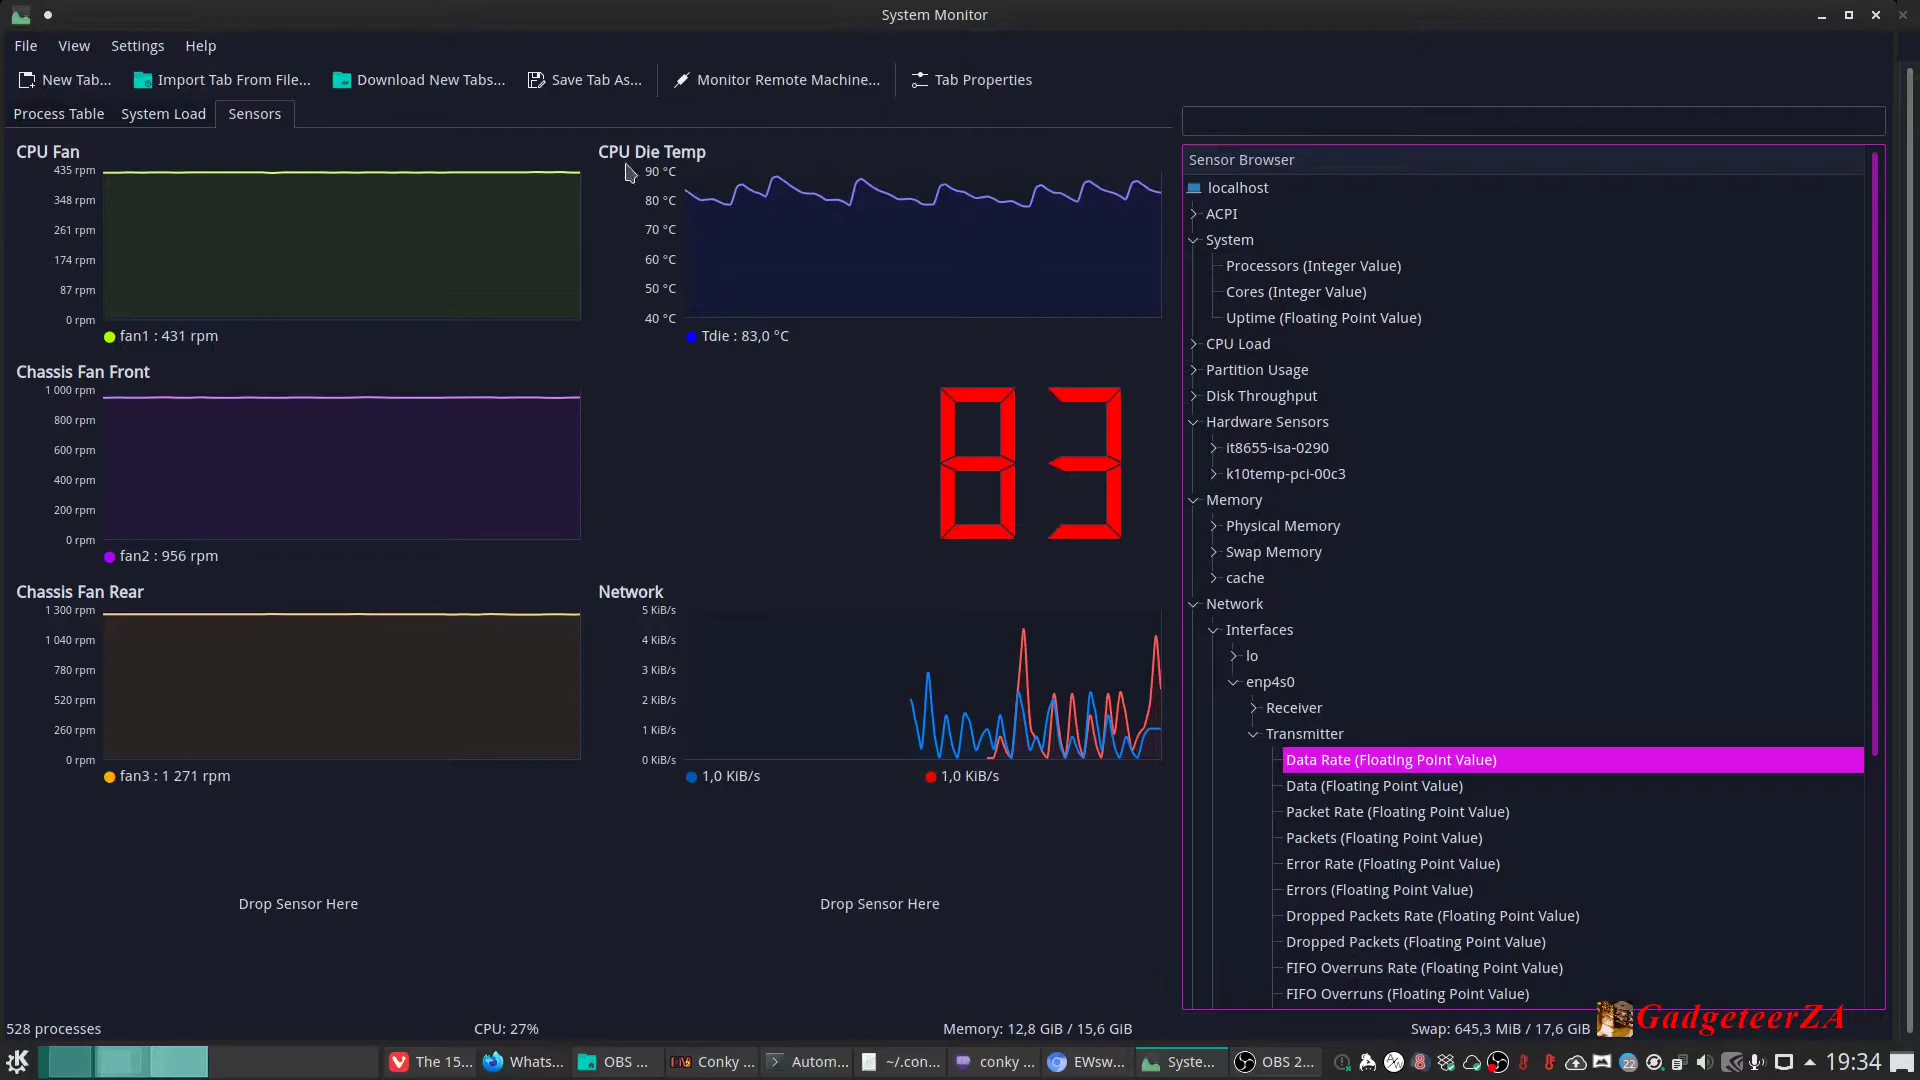 System Monitor
File View Settings Help
New Tab... Import Tab From File... Download New Tabs... Save Tab As... Monitor Remote Machine... Tab Properties
Process Table System Load Sensors
CPU Fan
435 rpm
348 rpm
261 rpm
174 rpm
87 rpm
0 rpm
fan1 : 431 rpm
CPU Die Temp
90 °C
80 °C
70 °C
60 °C
50 °C
40 °C
Tdie : 83,0 °C
Chassis Fan Front
1 000 rpm
800 rpm
600 rpm
400 rpm
200 rpm
0 rpm
fan2 : 956 rpm
83
Chassis Fan Rear
1 300 rpm
1 040 rpm
780 rpm
520 rpm
260 rpm
0 rpm
fan3 : 1 271 rpm
Network
5 KiB/s
4 KiB/s
3 KiB/s
2 KiB/s
1 KiB/s
0 KiB/s
1,0 KiB/s 1,0 KiB/s
Drop Sensor Here Drop Sensor Here
Sensor Browser
localhost
ACPI
System
Processors (Integer Value)
Cores (Integer Value)
Uptime (Floating Point Value)
CPU Load
Partition Usage
Disk Throughput
Hardware Sensors
it8655-isa-0290
k10temp-pci-00c3
Memory
Physical Memory
Swap Memory
cache
Network
Interfaces
lo
enp4s0
Receiver
Transmitter
Data Rate (Floating Point Value)
Data (Floating Point Value)
Packet Rate (Floating Point Value)
Packets (Floating Point Value)
Error Rate (Floating Point Value)
Errors (Floating Point Value)
Dropped Packets Rate (Floating Point Value)
Dropped Packets (Floating Point Value)
FIFO Overruns Rate (Floating Point Value)
FIFO Overruns (Floating Point Value)
528 processes CPU: 27% Memory: 12,8 GiB / 15,6 GiB Swap: 645,3 MiB / 17,6 GiB
GadgeteerZA
The 15... Whats... OBS ... Conky ... Autom... ~/.con... conky ... EWsw... Syste... OBS 2... 8 22 19:34